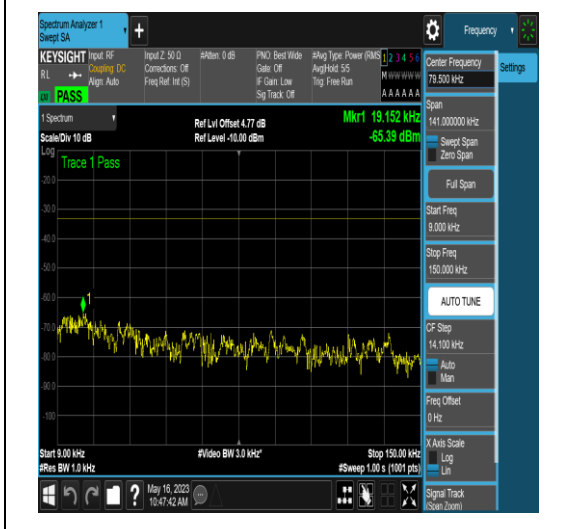 Spectrum Analyzer 1
Swept SA
Frequency
KEYSIGHT
RL
Input: RF
Coupling: DC
Align: Auto
Input Z: 50 Ω
Corrections: Off
Freq Ref: Int (S)
#Atten: 0 dB
PNO: Best Wide
Gate: Off
IF Gain: Low
Sig Track: Off
#Avg Type: Power (RMS
Avg|Hold: 5/5
Trig: Free Run
1 2 3 4 5 6
M W W W W W
A A A A A A
PASS
1 Spectrum
Scale/Div 10 dB
Ref Lvl Offset 4.77 dB
Ref Level -10.00 dBm
Mkr1 19.152 kHz
-65.39 dBm
Log
Trace 1 Pass
-20.0
-30.0
-40.0
-50.0
-60.0
-70.0
-80.0
-90.0
-100
1
Start 9.00 kHz
#Res BW 1.0 kHz
#Video BW 3.0 kHz*
Stop 150.00 kHz
#Sweep 1.00 s (1001 pts)
May 16, 2023
10:47:42 AM
Center Frequency
79.500 kHz
Span
141.000000 kHz
Swept Span
Zero Span
Full Span
Start Freq
9.000 kHz
Stop Freq
150.000 kHz
AUTO TUNE
CF Step
14.100 kHz
Auto
Man
Freq Offset
0 Hz
X Axis Scale
Log
Lin
Signal Track
(Span Zoom)
Settings